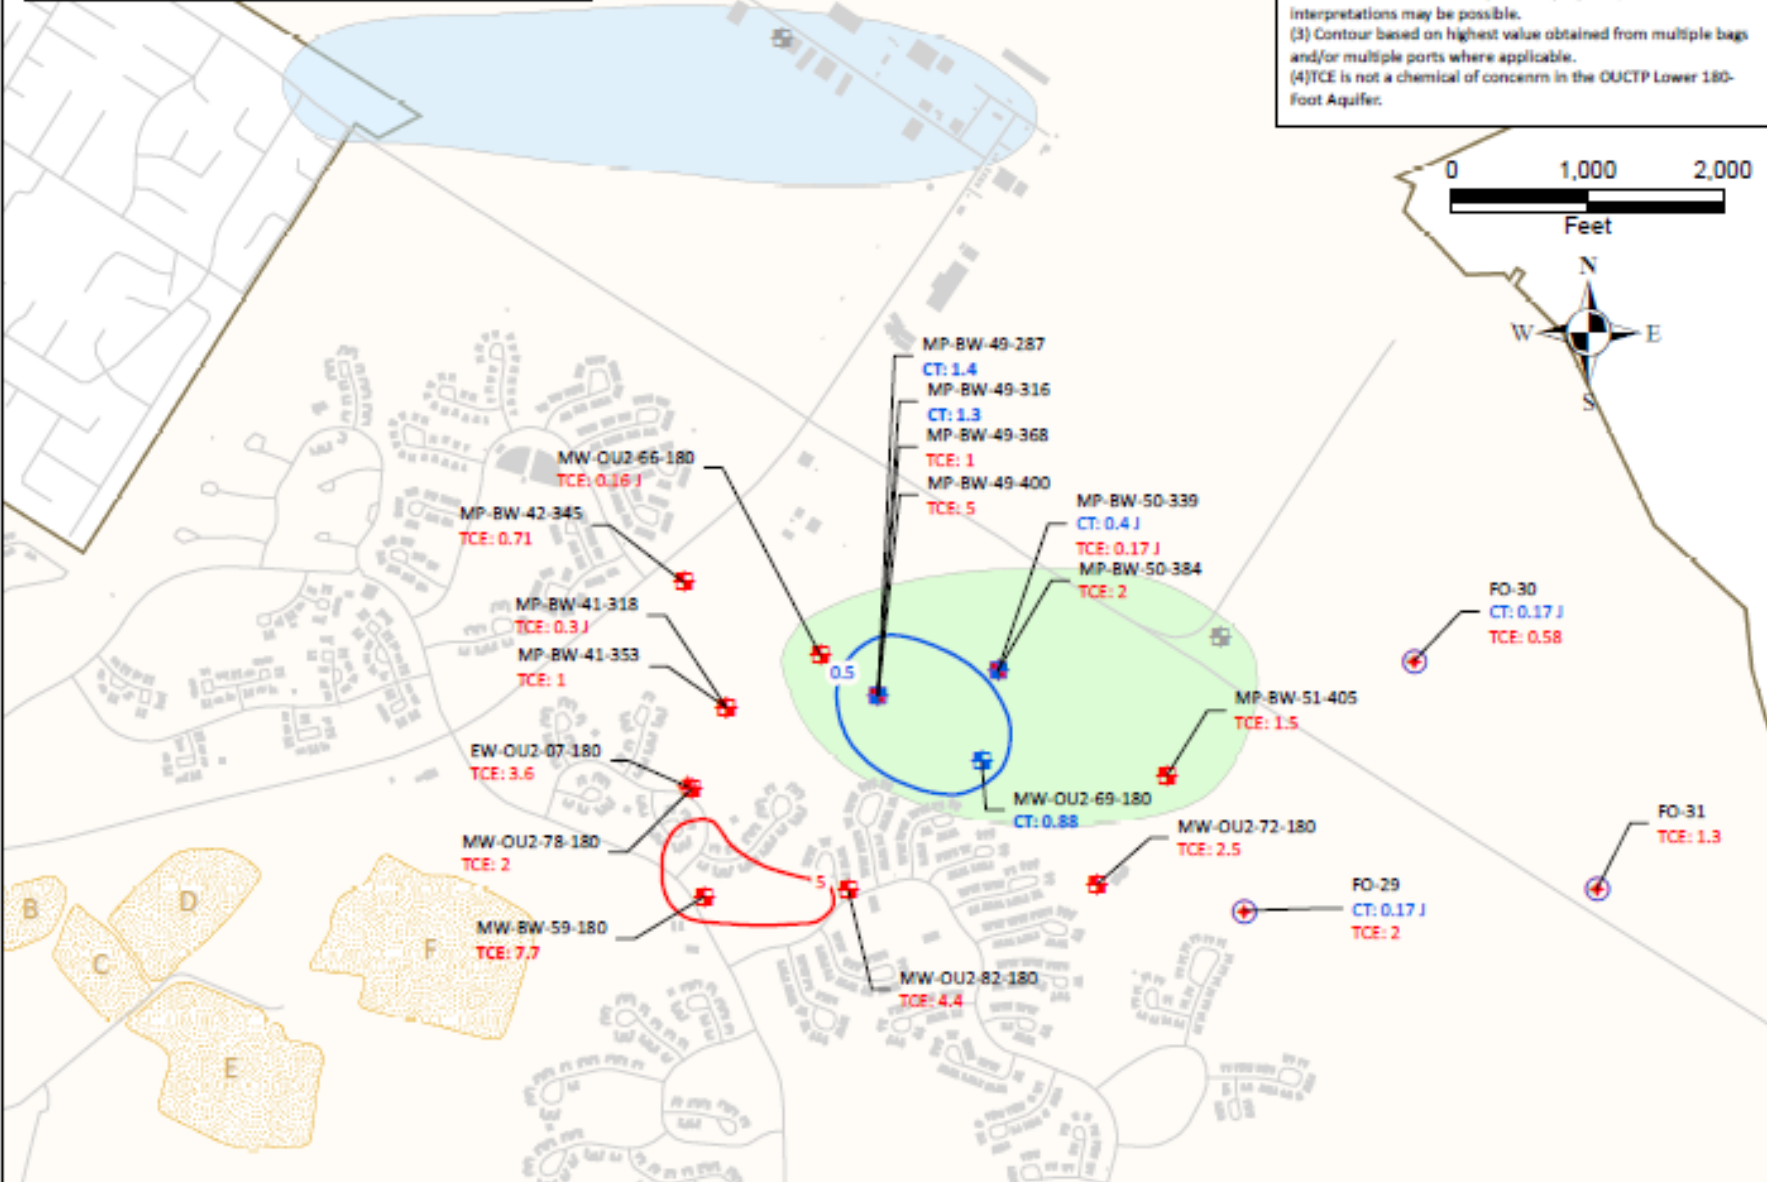 interpretations may be possible.
(3) Contour based on highest value obtained from multiple bags
and/or multiple ports where applicable.
(4)TCE is not a chemical of concenrn in the OUCTP Lower 180-
Foot Aquifer.
0 1,000 2,000
Feet
N
W E
S
MP-BW-49-287
CT: 1.4
MP-BW-49-316
CT: 1.3
MP-BW-49-368
TCE: 1
MP-BW-49-400
TCE: 5
MW-OU2-66-180
TCE: 0.16 J
MP-BW-42-345
TCE: 0.71
MP-BW-50-339
CT: 0.4 J
TCE: 0.17 J
MP-BW-50-384
TCE: 2
FO-30
CT: 0.17 J
TCE: 0.58
MP-BW-41-318
TCE: 0.3 J
MP-BW-41-353
TCE: 1
0.5
MP-BW-51-405
TCE: 1.5
EW-OU2-07-180
TCE: 3.6
MW-OU2-69-180
CT: 0.88
MW-OU2-72-180
TCE: 2.5
FO-31
TCE: 1.3
MW-OU2-78-180
TCE: 2
5
FO-29
CT: 0.17 J
TCE: 2
MW-BW-59-180
TCE: 7.7
MW-OU2-82-180
TCE: 4.4
B
D
C
F
E